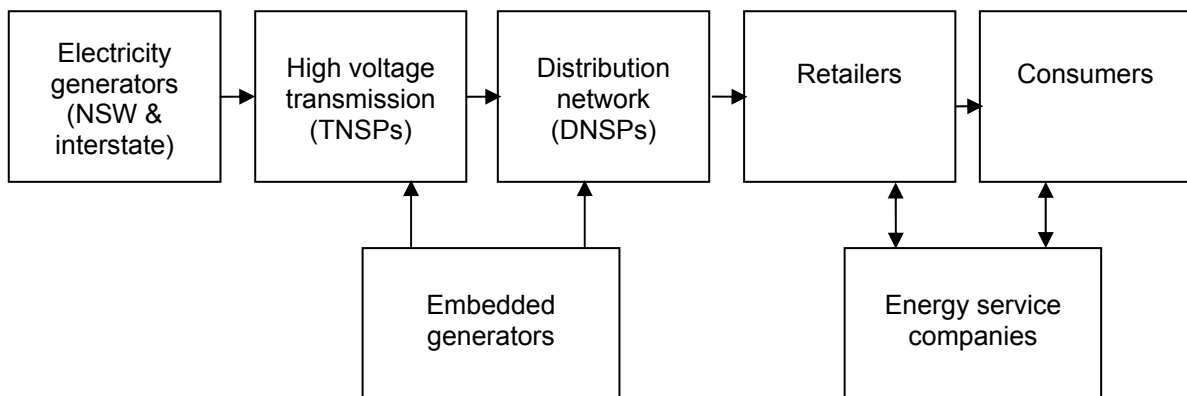 Electricity
generators
(NSW &
interstate)
High voltage
transmission
(TNSPs)
Distribution
network
(DNSPs)
Retailers
Consumers
Embedded
generators
Energy service
companies